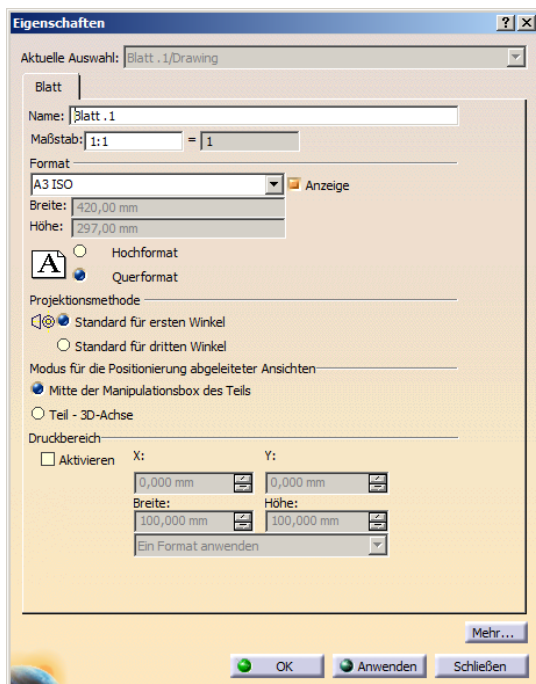 Eigenschaften
Aktuelle Auswahl: Blatt .1/Drawing
Blatt
Name: Blatt .1
Maßstab: 1:1 = 1
Format
A3 ISO Anzeige
Breite: 420,00 mm
Höhe: 297,00 mm
A Hochformat
Querformat
Projektionsmethode
Standard für ersten Winkel
Standard für dritten Winkel
Modus für die Positionierung abgeleiteter Ansichten
Mitte der Manipulationsbox des Teils
Teil - 3D-Achse
Druckbereich
Aktivieren X: Y:
0,000 mm 0,000 mm
Breite: Höhe:
100,000 mm 100,000 mm
Ein Format anwenden
Mehr...
OK Anwenden Schließen